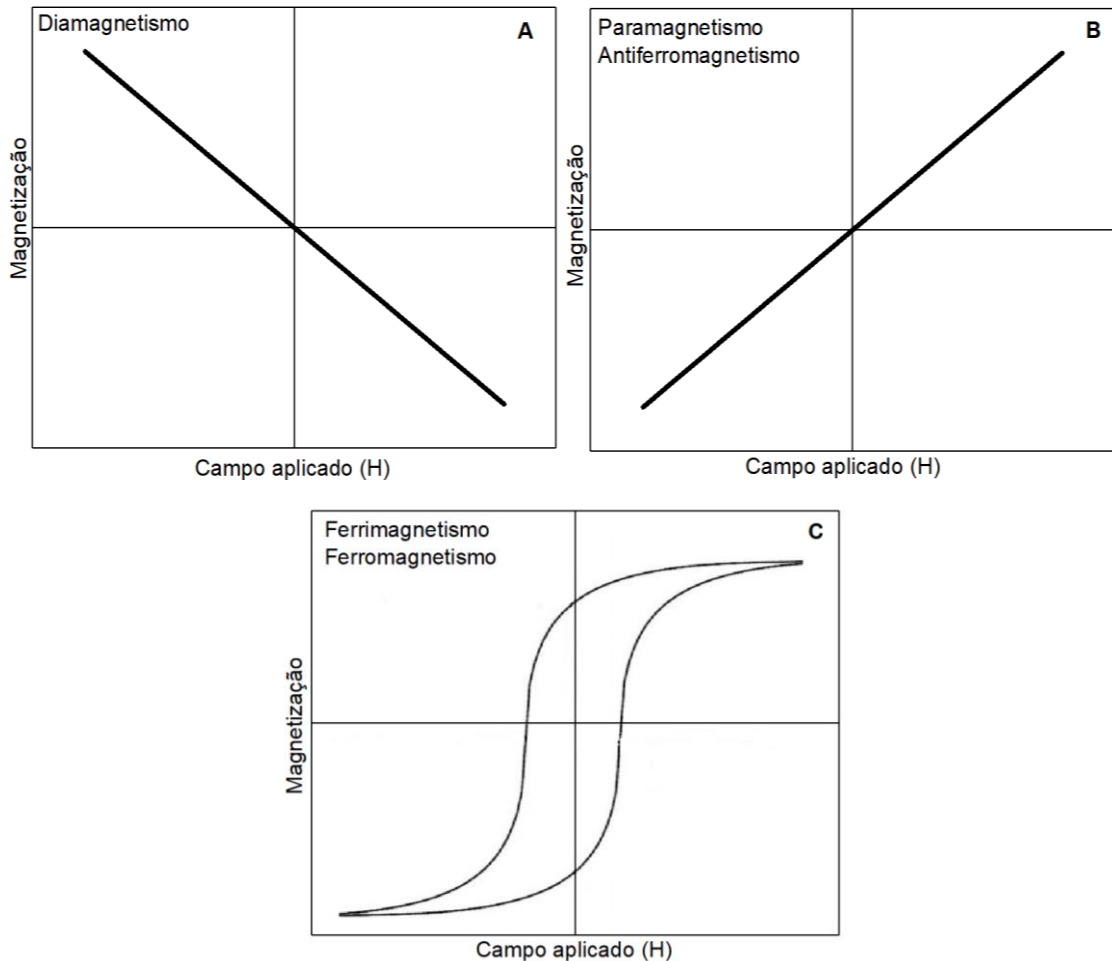 Diamagnetismo
A
Magnetização
Campo aplicado (H)
Paramagnetismo
Antiferromagnetismo
B
Magnetização
Campo aplicado (H)
Ferrimagnetismo
Ferromagnetismo
C
Magnetização
Campo aplicado (H)